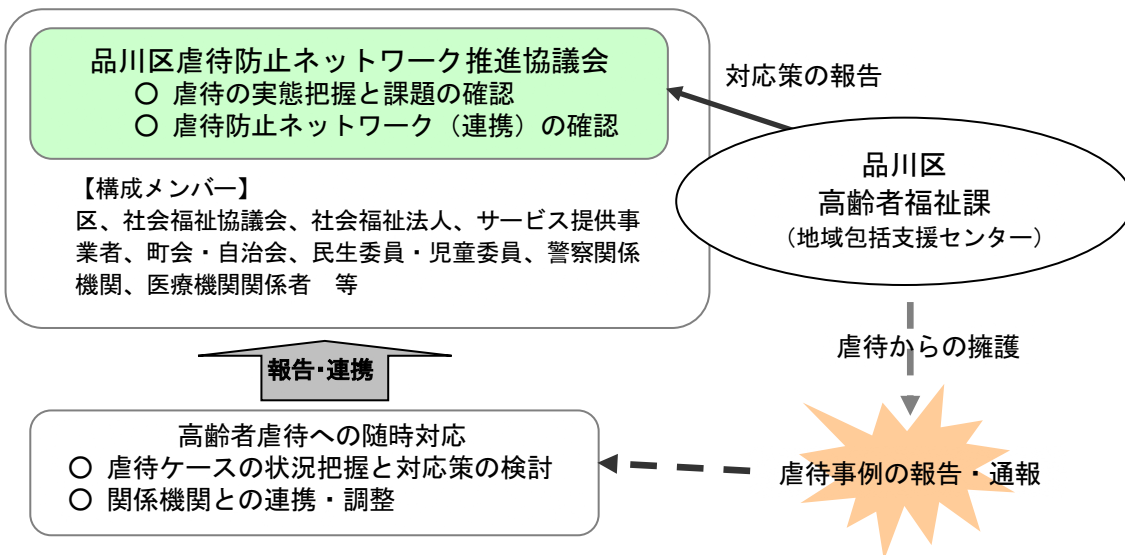 品川区虐待防止ネットワーク推進協議会
○ 虐待の実態把握と課題の確認
○ 虐待防止ネットワーク（連携）の確認
【構成メンバー】
区、社会福祉協議会、社会福祉法人、サービス提供事
業者、町会・自治会、民生委員・児童委員、警察関係
機関、医療機関関係者　等
対応策の報告
品川区
高齢者福祉課
（地域包括支援センター）
虐待からの擁護
報告・連携
高齢者虐待への随時対応
○ 虐待ケースの状況把握と対応策の検討
○ 関係機関との連携・調整
虐待事例の報告・通報